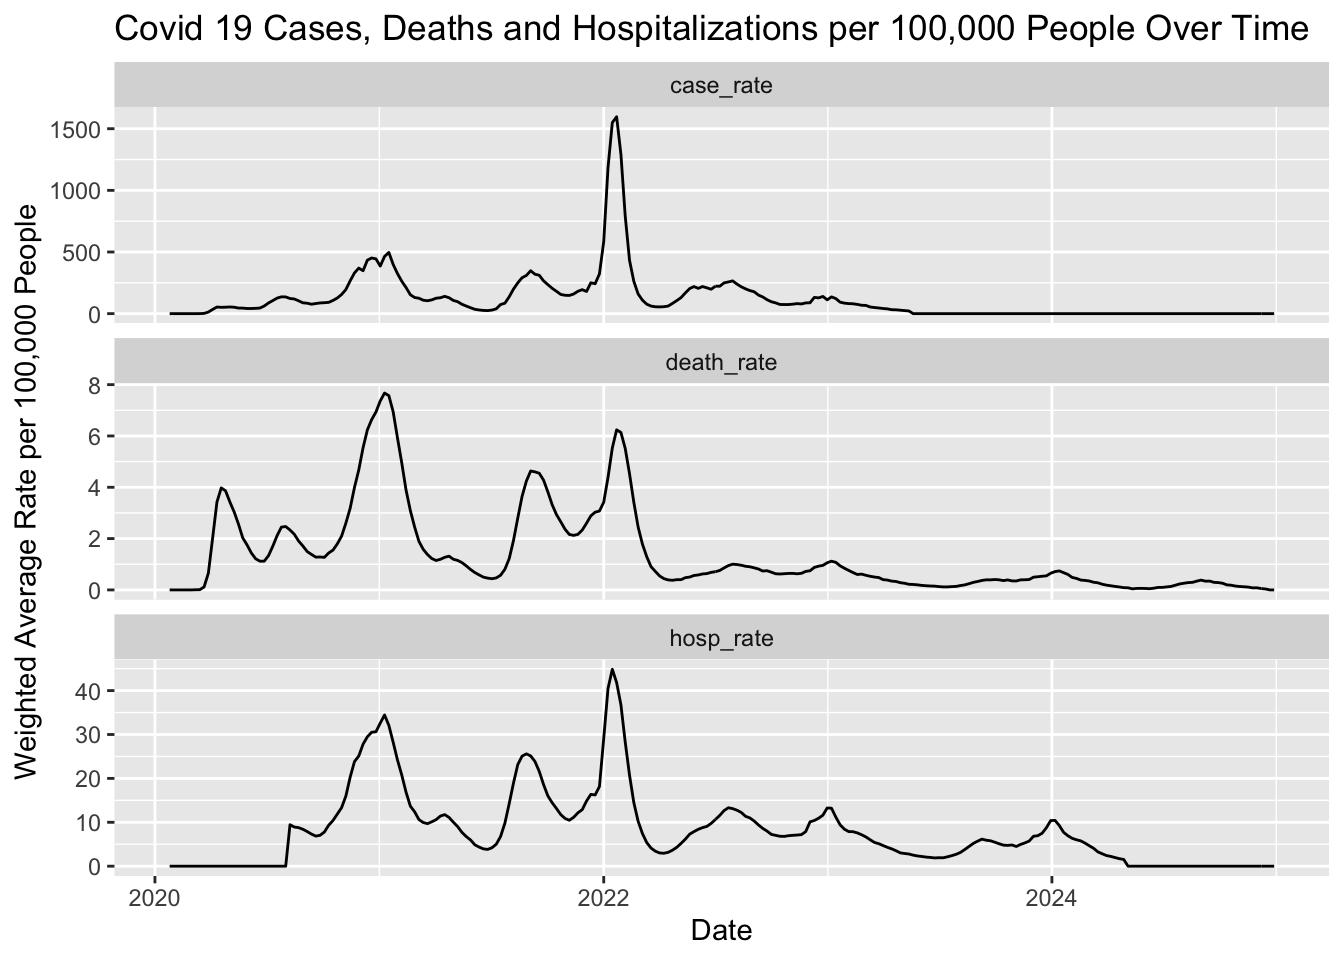 Covid 19 Cases, Deaths and Hospitalizations per 100,000 People Over Time
Weighted Average Rate per 100,000 People
case_rate
1500
1000
500
0
death_rate
8
6
4
2
0
hosp_rate
40
30
20
10
0
2020
2022
2024
Date